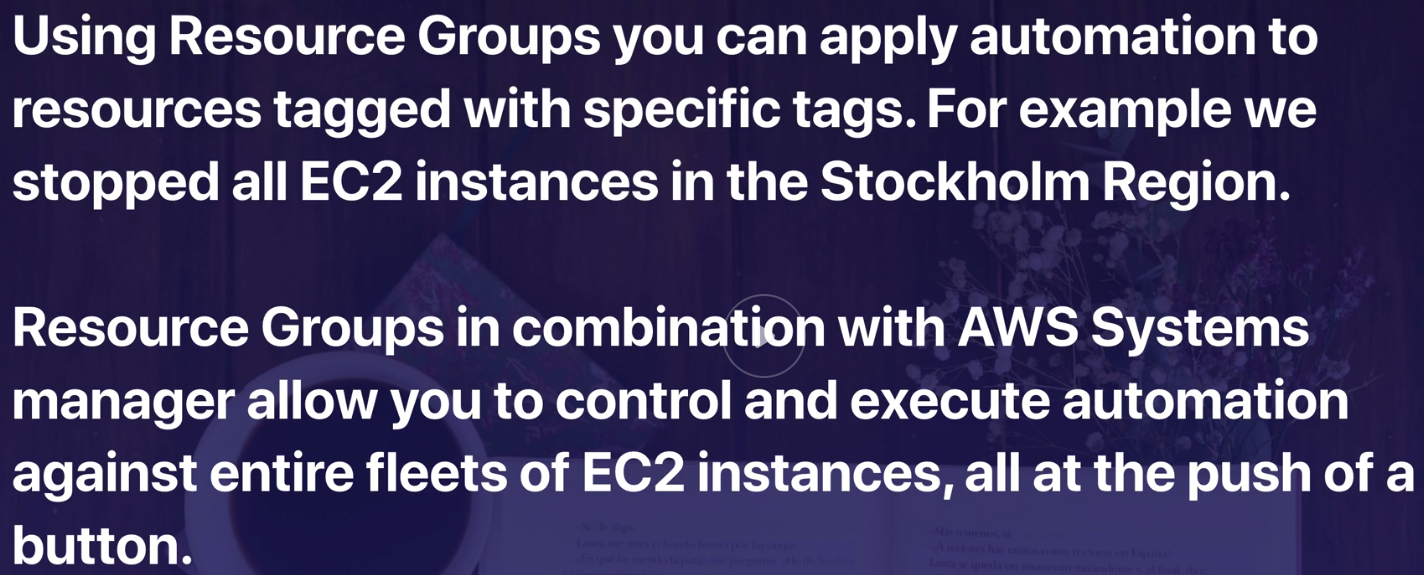 Using Resource Groups you can apply automation to
resources tagged with specific tags. For example we
stopped all EC2 instances in the Stockholm Region.
Resource Groups in combination with AWS Systems
manager allow you to control and execute automation
against entire fleets of EC2 instances, all at the push of a
button.